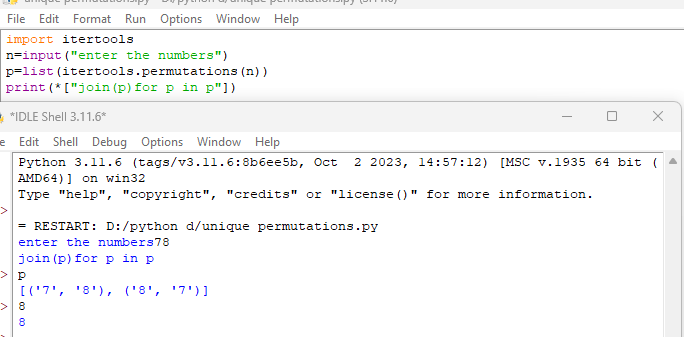 unique permutations.py - D:/python d/unique permutations.py (3.11.6)
File Edit Format Run Options Window Help
import itertools
n=input("enter the numbers")
p=list(itertools.permutations(n))
print(*["join(p)for p in p"])
*IDLE Shell 3.11.6*
e Edit Shell Debug Options Window Help
Python 3.11.6 (tags/v3.11.6:8b6ee5b, Oct  2 2023, 14:57:12) [MSC v.1935 64 bit (
AMD64)] on win32
Type "help", "copyright", "credits" or "license()" for more information.
>
= RESTART: D:/python d/unique permutations.py
enter the numbers78
join(p)for p in p
> p
[('7', '8'), ('8', '7')]
> 8
8
>